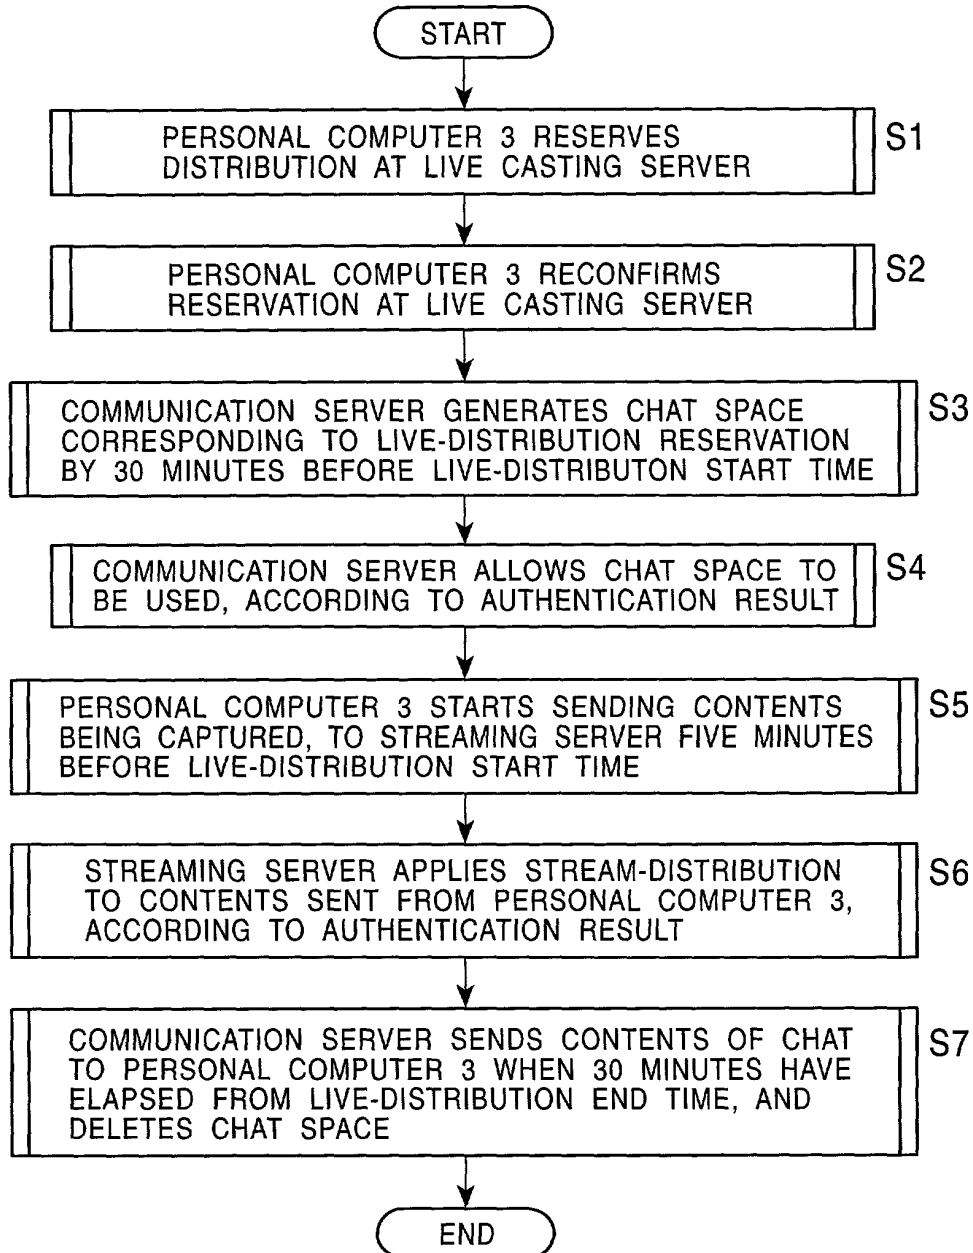 START
PERSONAL COMPUTER 3 RESERVES
DISTRIBUTION AT LIVE CASTING SERVER
S1
PERSONAL COMPUTER 3 RECONFIRMS
RESERVATION AT LIVE CASTING SERVER
S2
COMMUNICATION SERVER GENERATES CHAT SPACE
CORRESPONDING TO LIVE-DISTRIBUTION RESERVATION
BY 30 MINUTES BEFORE LIVE-DISTRIBUTON START TIME
S3
COMMUNICATION SERVER ALLOWS CHAT SPACE TO
BE USED, ACCORDING TO AUTHENTICATION RESULT
S4
PERSONAL COMPUTER 3 STARTS SENDING CONTENTS
BEING CAPTURED, TO STREAMING SERVER FIVE MINUTES
BEFORE LIVE-DISTRIBUTION START TIME
S5
STREAMING SERVER APPLIES STREAM-DISTRIBUTION
TO CONTENTS SENT FROM PERSONAL COMPUTER 3,
ACCORDING TO AUTHENTICATION RESULT
S6
COMMUNICATION SERVER SENDS CONTENTS OF CHAT
TO PERSONAL COMPUTER 3 WHEN 30 MINUTES HAVE
ELAPSED FROM LIVE-DISTRIBUTION END TIME, AND
DELETES CHAT SPACE
S7
END